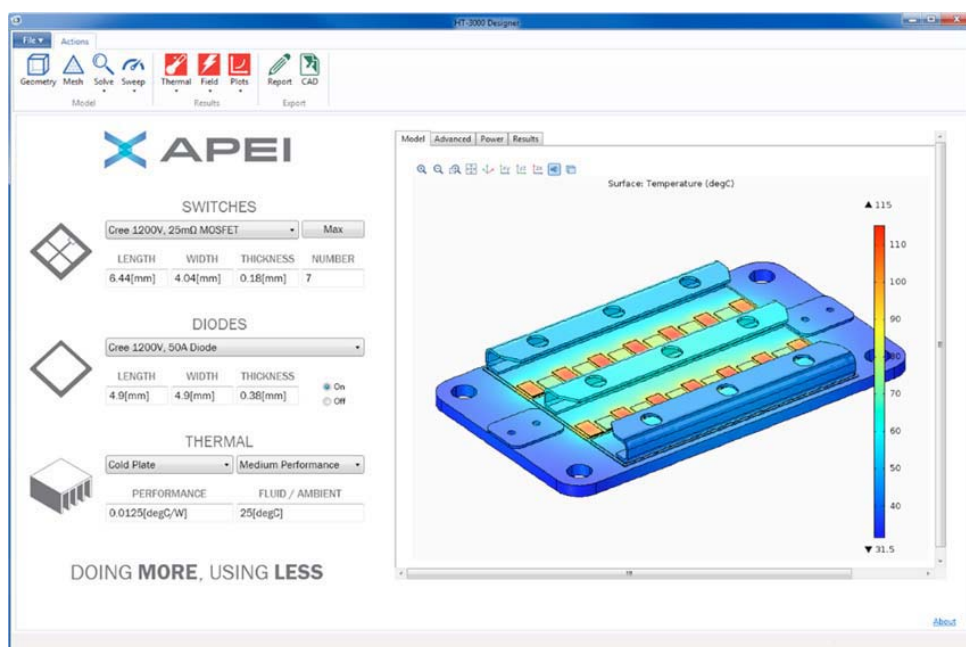 HT-3000 Designer
File Actions
Geometry Mesh Solve Sweep Thermal Field Plots Report CAD
Model Results Export
APEI
SWITCHES
Cree 1200V, 25mΩ MOSFET Max
LENGTH WIDTH THICKNESS NUMBER
6.44[mm] 4.04[mm] 0.18[mm] 7
DIODES
Cree 1200V, 50A Diode
LENGTH WIDTH THICKNESS
4.9[mm] 4.9[mm] 0.38[mm]
On
Off
THERMAL
Cold Plate Medium Performance
PERFORMANCE FLUID / AMBIENT
0.0125[degC/W] 25[degC]
DOING MORE, USING LESS
Model Advanced Power Results
Surface: Temperature (degC)
▲ 115
110
100
90
80
70
60
50
40
▼ 31.5
About